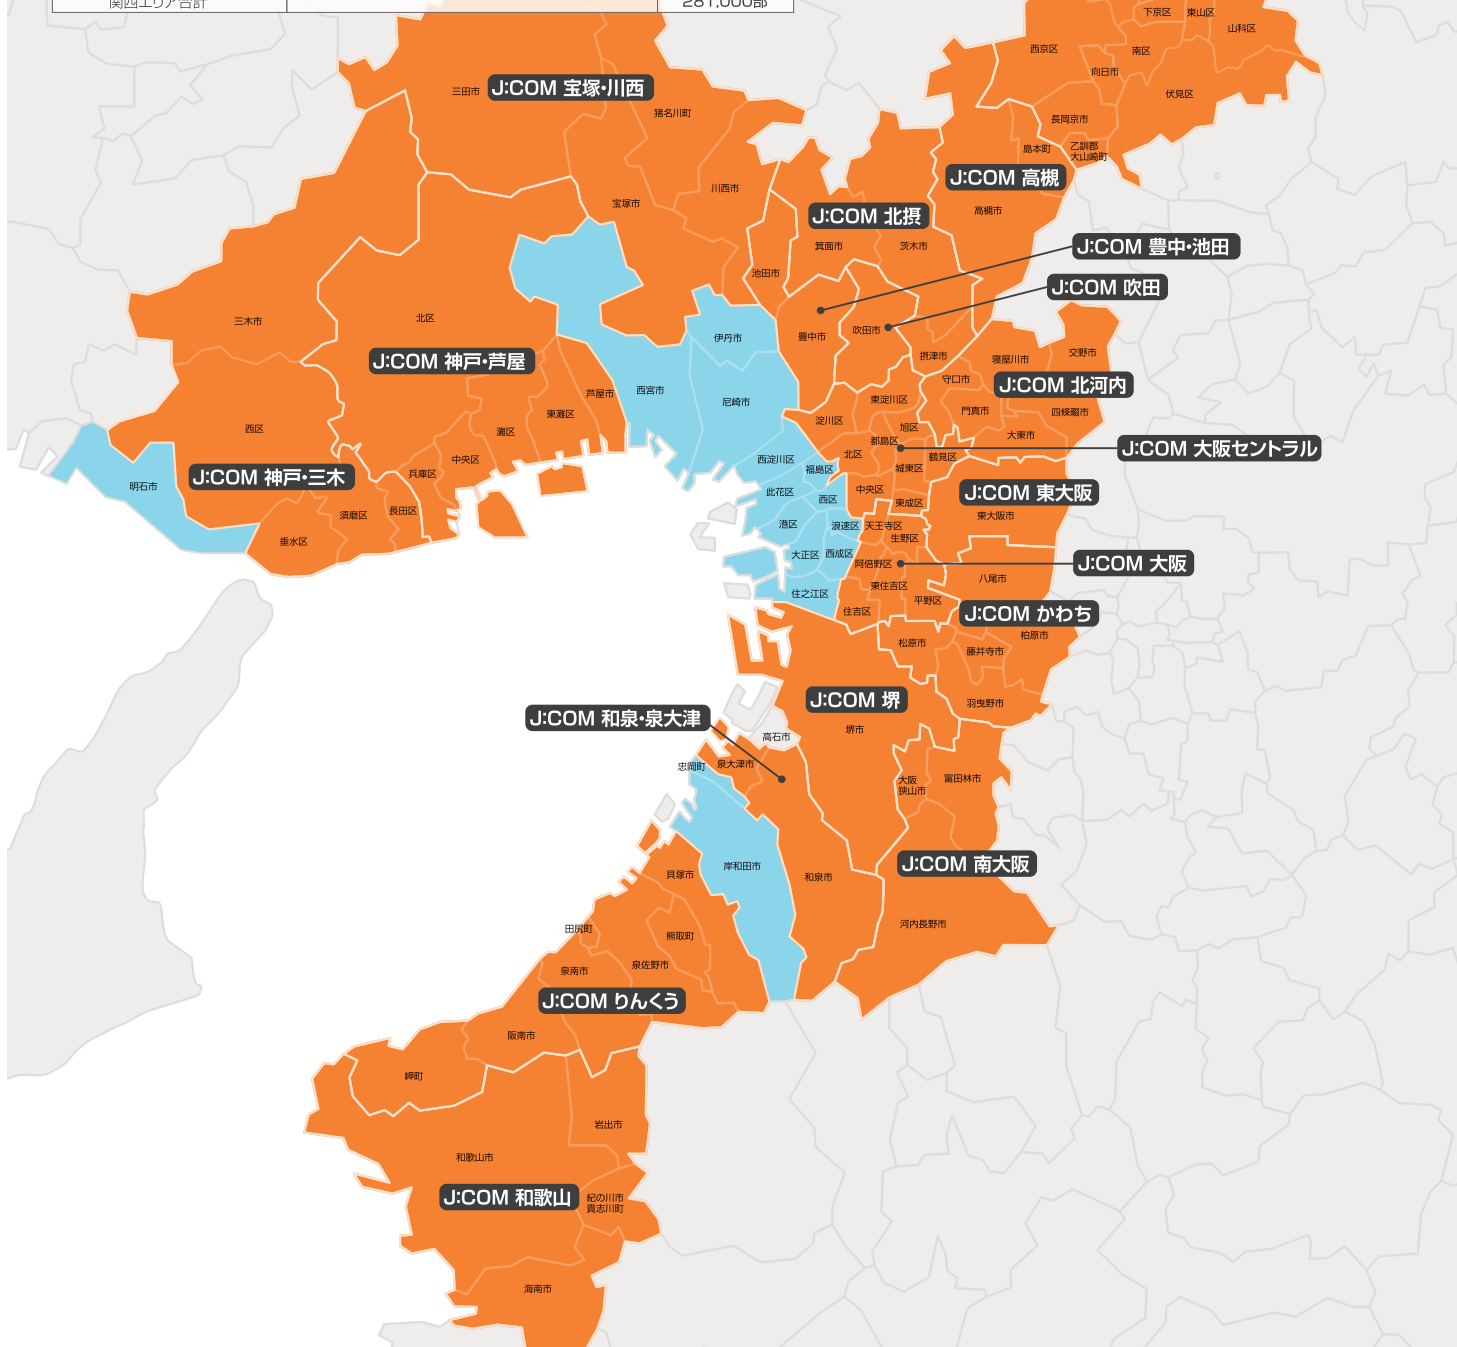 関西エリア合計
281,000部
下京区
東山区
山科区
西京区
南区
向日市
伏見区
長岡京市
乙訓郡
大山崎町
島本町
J:COM 宝塚・川西
三田市
猪名川町
川西市
宝塚市
J:COM 高槻
高槻市
J:COM 北摂
箕面市
茨木市
池田市
J:COM 豊中・池田
J:COM 吹田
豊中市
吹田市
摂津市
三木市
北区
伊丹市
J:COM 神戸・芦屋
芦屋市
西宮市
尼崎市
東灘区
灘区
中央区
兵庫区
寝屋川市
交野市
守口市
J:COM 北河内
門真市
四條畷市
大東市
東淀川区
淀川区
旭区
都島区
北区
鶴見区
城東区
J:COM 大阪セントラル
西区
J:COM 神戸・三木
明石市
須磨区
長田区
垂水区
西淀川区
福島区
此花区
西区
中央区
東成区
J:COM 東大阪
東大阪市
港区
浪速区
天王寺区
生野区
大正区
西成区
阿倍野区
J:COM 大阪
東住吉区
八尾市
住之江区
住吉区
平野区
J:COM かわち
柏原市
松原市
藤井寺市
羽曳野市
J:COM 堺
堺市
J:COM 和泉・泉大津
高石市
忠岡町
泉大津市
大阪
狭山市
富田林市
J:COM 南大阪
岸和田市
貝塚市
和泉市
河内長野市
田尻町
熊取町
泉佐野市
泉南市
J:COM りんくう
阪南市
岬町
岩出市
和歌山市
J:COM 和歌山
紀の川市
貴志川町
海南市